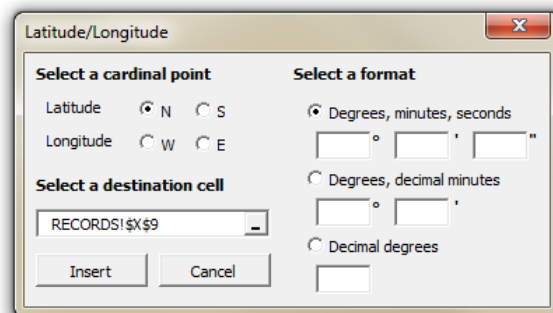 Latitude/Longitude
Select a cardinal point
Latitude N S
Longitude W E
Select a destination cell
RECORDS!$X$9
Insert Cancel
Select a format
Degrees, minutes, seconds
° ' "
Degrees, decimal minutes
° '
Decimal degrees